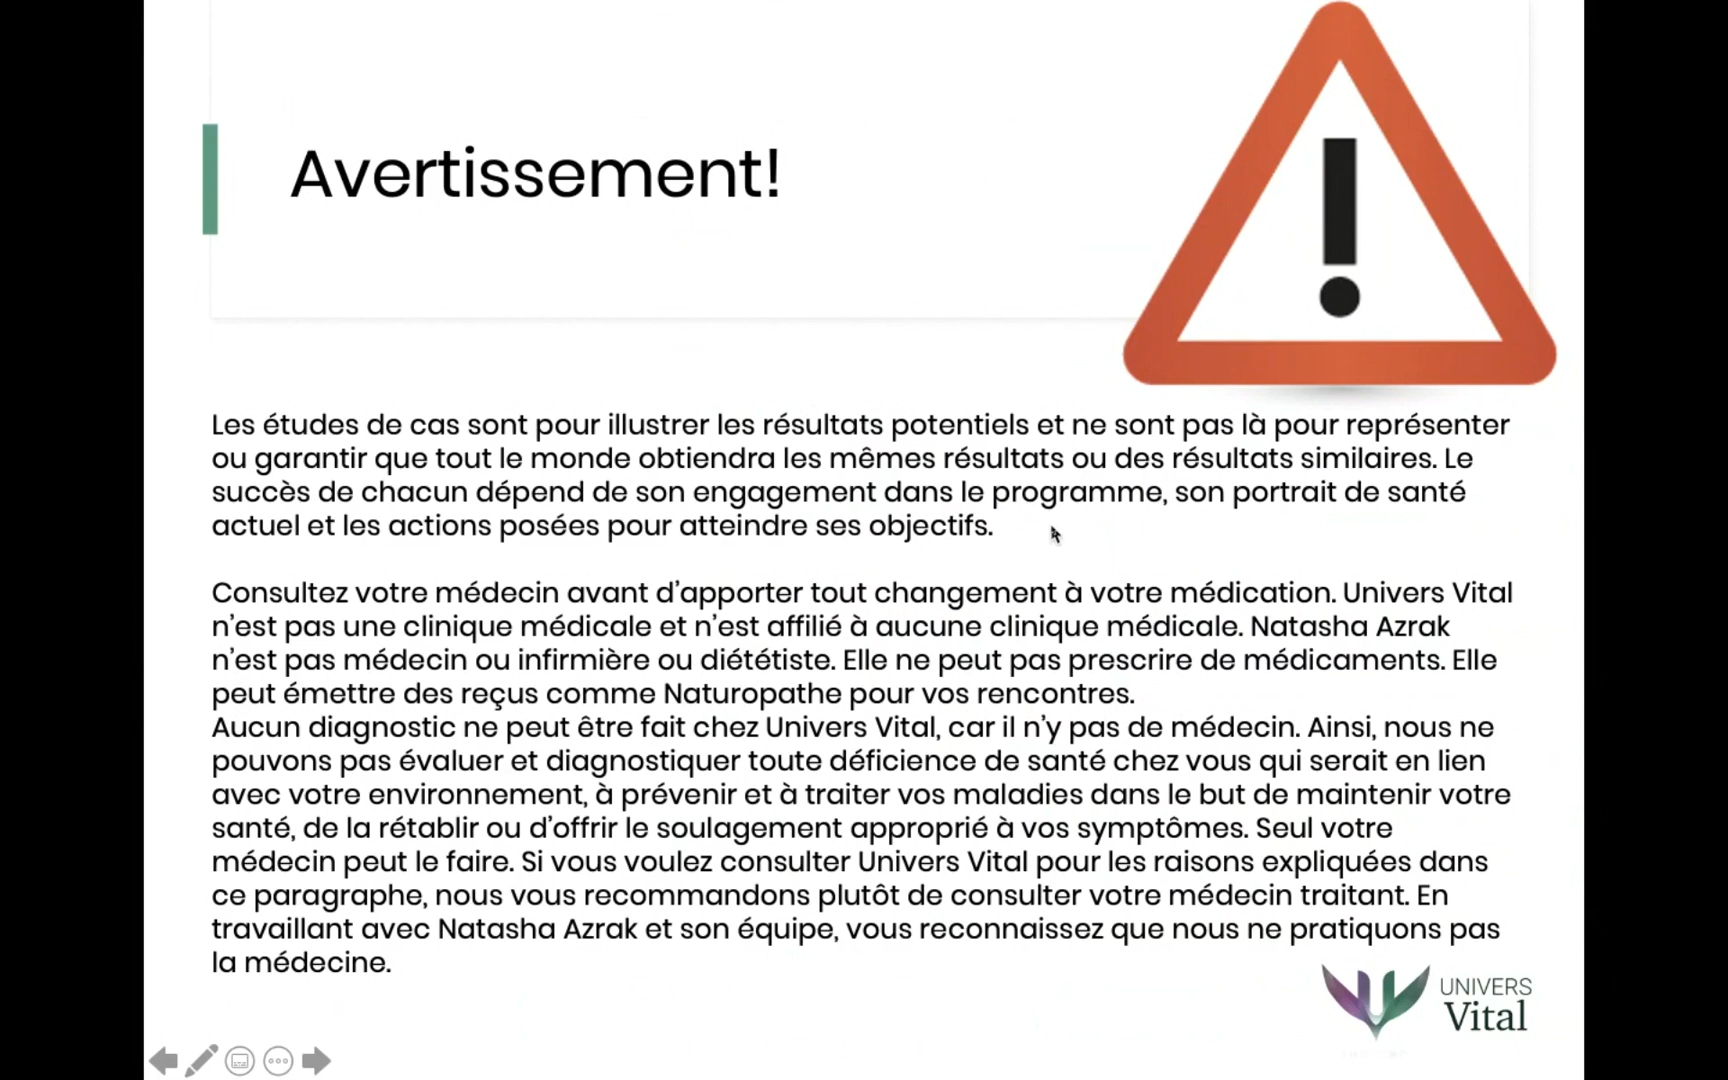 Avertissement!
Les études de cas sont pour illustrer les résultats potentiels et ne sont pas là pour représenter
ou garantir que tout le monde obtiendra les mêmes résultats ou des résultats similaires. Le
succès de chacun dépend de son engagement dans le programme, son portrait de santé
actuel et les actions posées pour atteindre ses objectifs.
Consultez votre médecin avant d'apporter tout changement à votre médication. Univers Vital
n'est pas une clinique médicale et n'est affilié à aucune clinique médicale. Natasha Azrak
n'est pas médecin ou infirmière ou diététiste. Elle ne peut pas prescrire de médicaments. Elle
peut émettre des reçus comme Naturopathe pour vos rencontres.
Aucun diagnostic ne peut être fait chez Univers Vital, car il n'y pas de médecin. Ainsi, nous ne
pouvons pas évaluer et diagnostiquer toute déficience de santé chez vous qui serait en lien
avec votre environnement, à prévenir et à traiter vos maladies dans le but de maintenir votre
santé, de la rétablir ou d'offrir le soulagement approprié à vos symptômes. Seul votre
médecin peut le faire. Si vous voulez consulter Univers Vital pour les raisons expliquées dans
ce paragraphe, nous vous recommandons plutôt de consulter votre médecin traitant. En
travaillant avec Natasha Azrak et son équipe, vous reconnaissez que nous ne pratiquons pas
la médecine.
UNIVERS
Vital